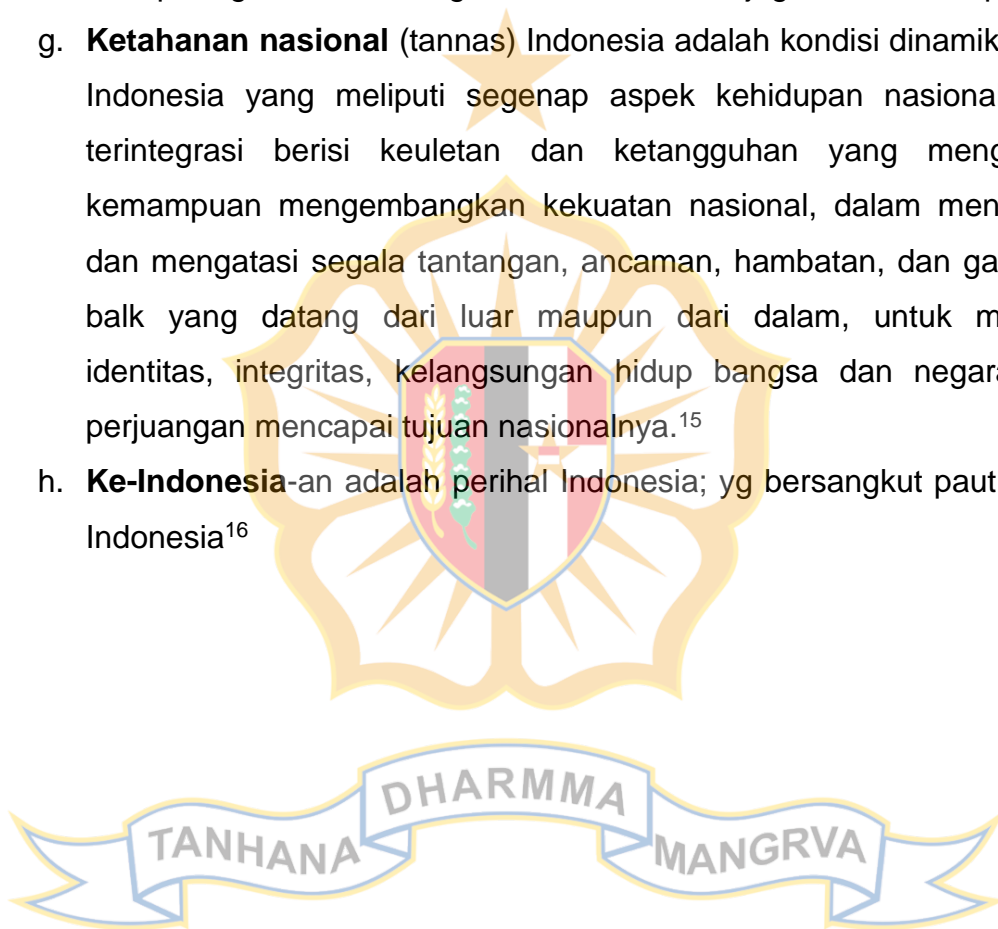 g. Ketahanan nasional (tannas) Indonesia adalah kondisi dinamik
Indonesia yang meliputi segenap aspek kehidupan nasiona
terintegrasi berisi keuletan dan ketangguhan yang meng
kemampuan mengembangkan kekuatan nasional, dalam men
dan mengatasi segala tantangan, ancaman, hambatan, dan ga
balk yang datang dari luar maupun dari dalam, untuk m
identitas, integritas, kelangsungan hidup bangsa dan negara
perjuangan mencapai tujuan nasionalnya.15
h. Ke-Indonesia-an adalah perihal Indonesia; yg bersangkut paut
Indonesia16
TANHANA DHARMMA MANGRVA